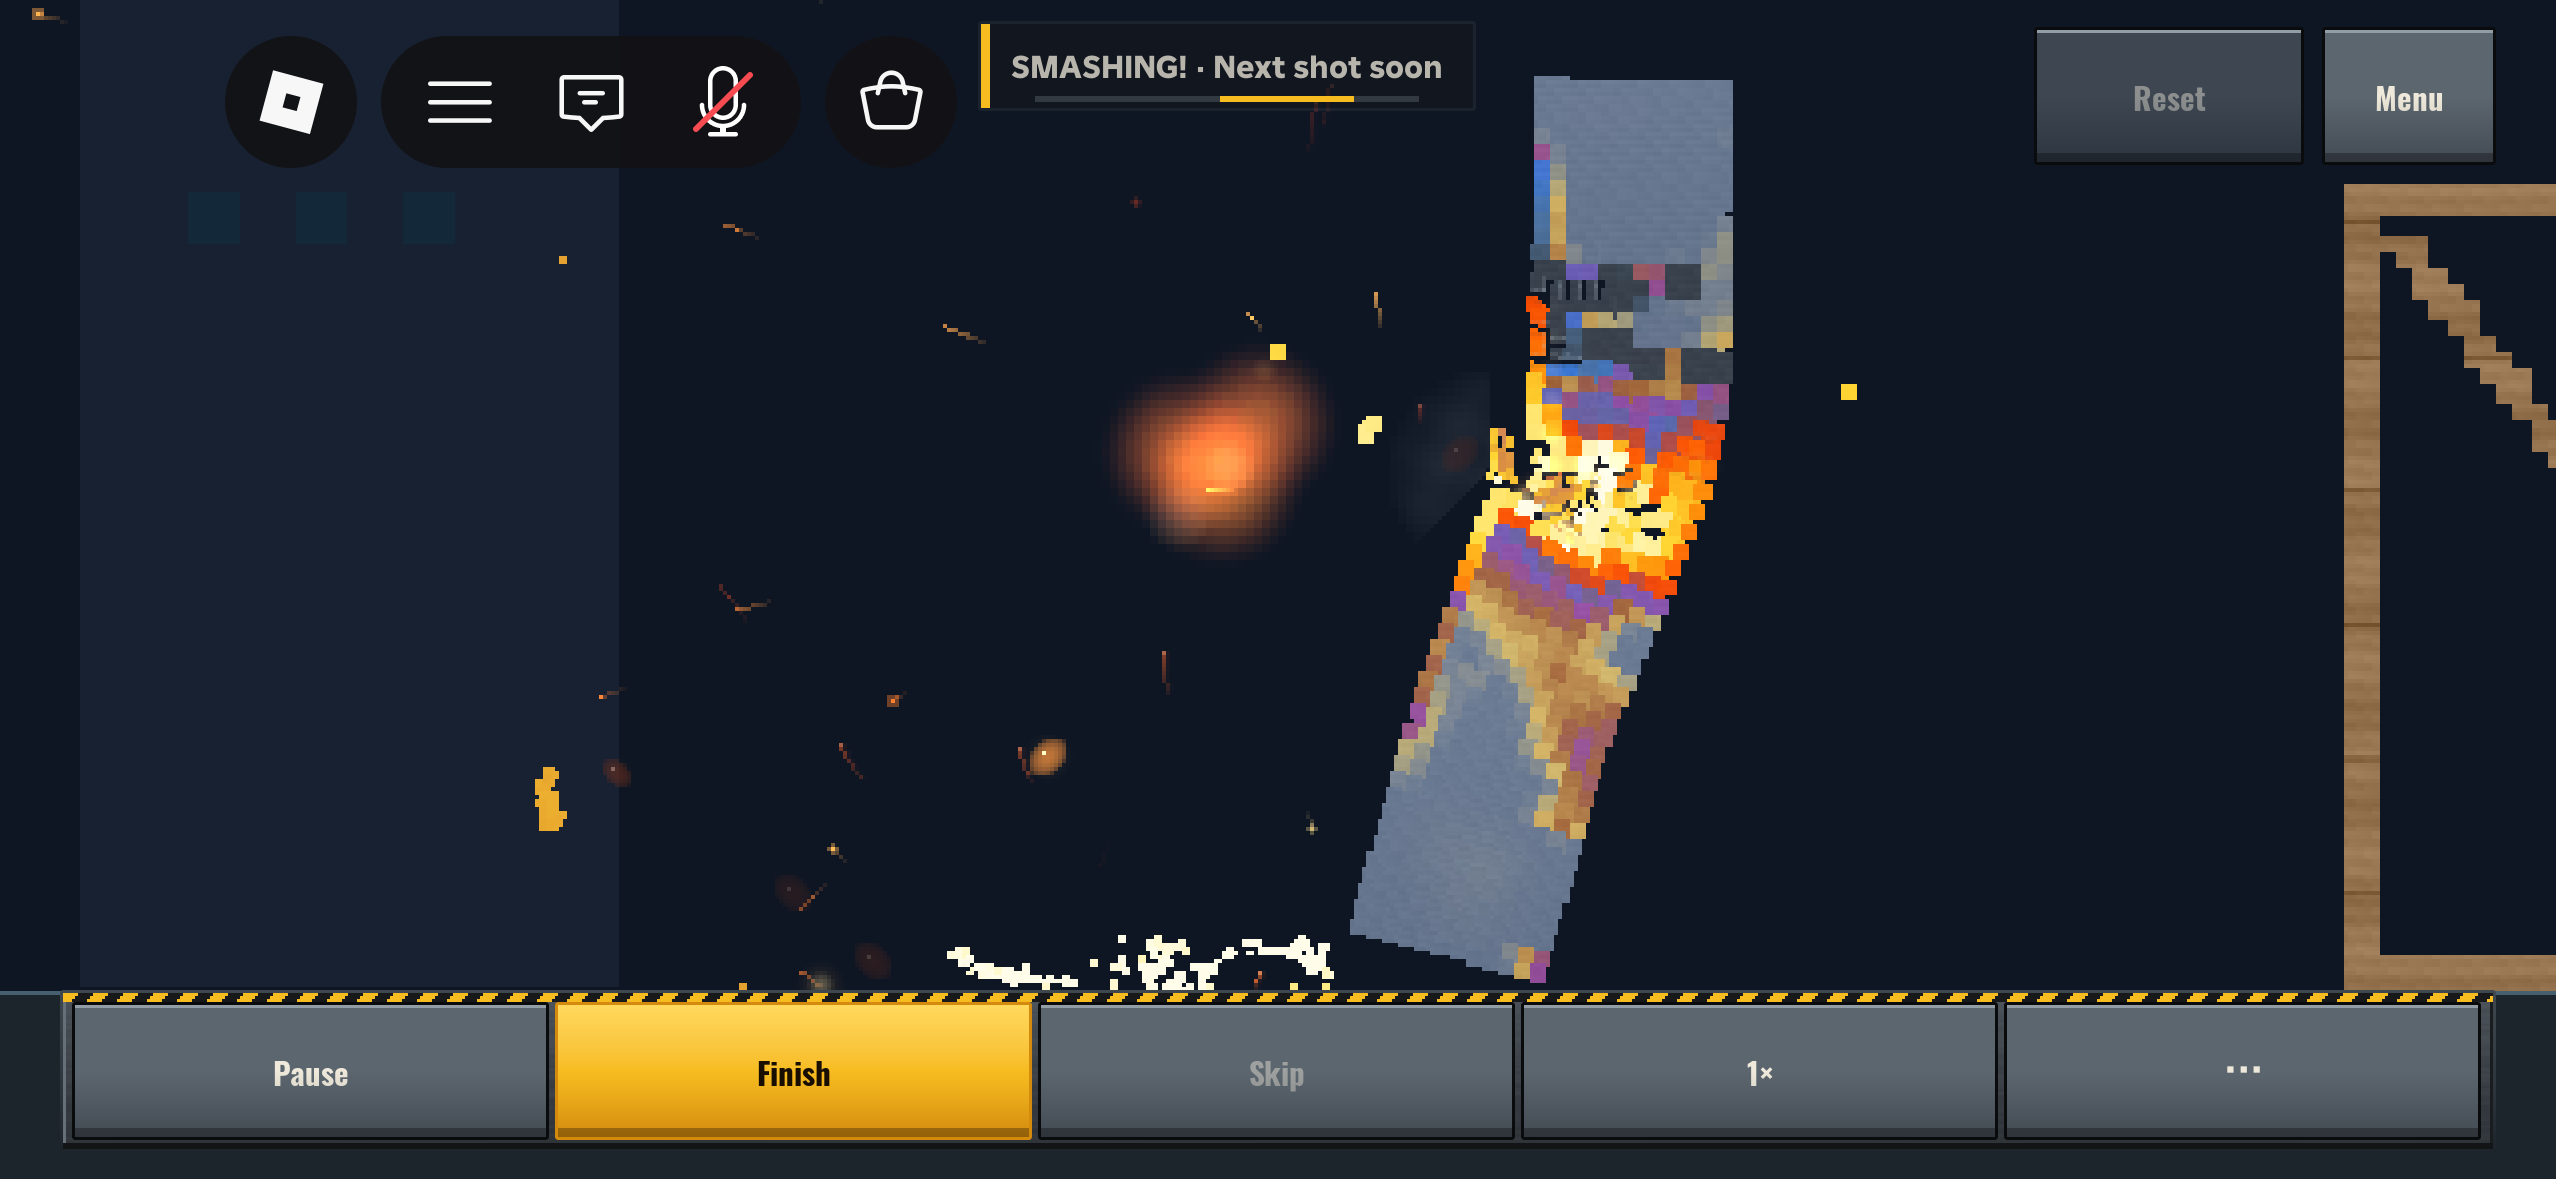 SMASHING! · Next shot soon
Reset
Menu
Pause
Finish
Skip
1×
...